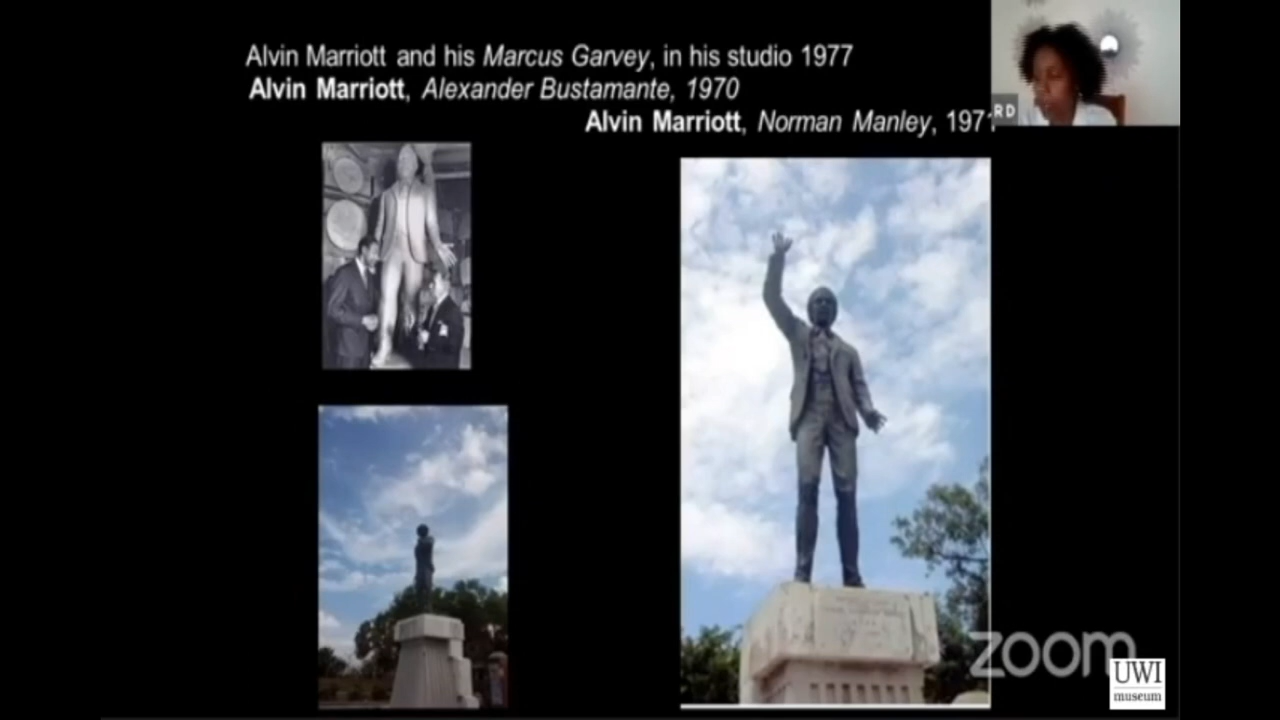 Alvin Marriott and his Marcus Garvey, in his studio 1977
Alvin Marriott, Alexander Bustamante, 1970
Alvin Marriott, Norman Manley, 1971
RD
zoom
UWI
museum